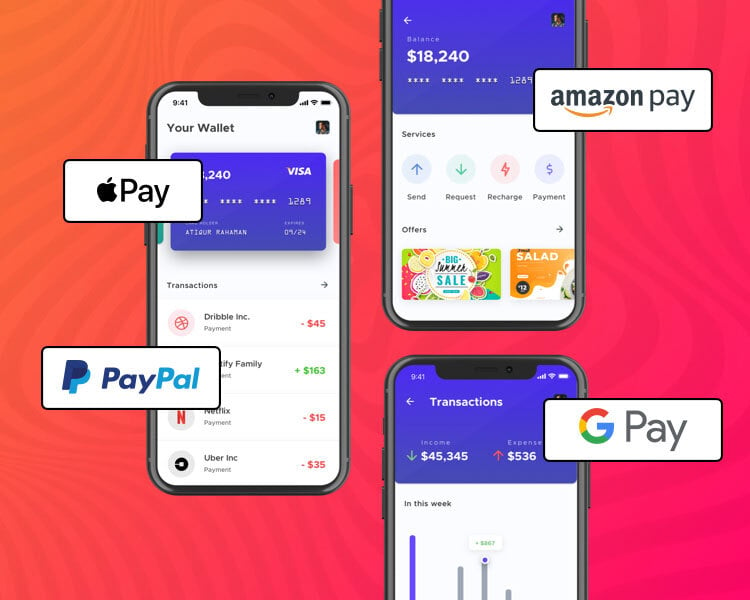 9:41
Your Wallet
,240
VISA
**** **** 1289
ATIQUR RAHAMAN
EXPIRES
09/24
Pay
Transactions
Dribble Inc.
Payment
- $45
PayPal
tify Family
+ $163
Netflix
Payment
- $15
Uber Inc
Payment
- $35
Balance
$18,240
**** **** **** 1289
amazon pay
Services
Send
Request
Recharge
Payment
Offers
BIG
Summer
SALE
SALAD
$12
9:41
Transactions
G Pay
Income
Expense
$45,345
$536
In this week
+ $867